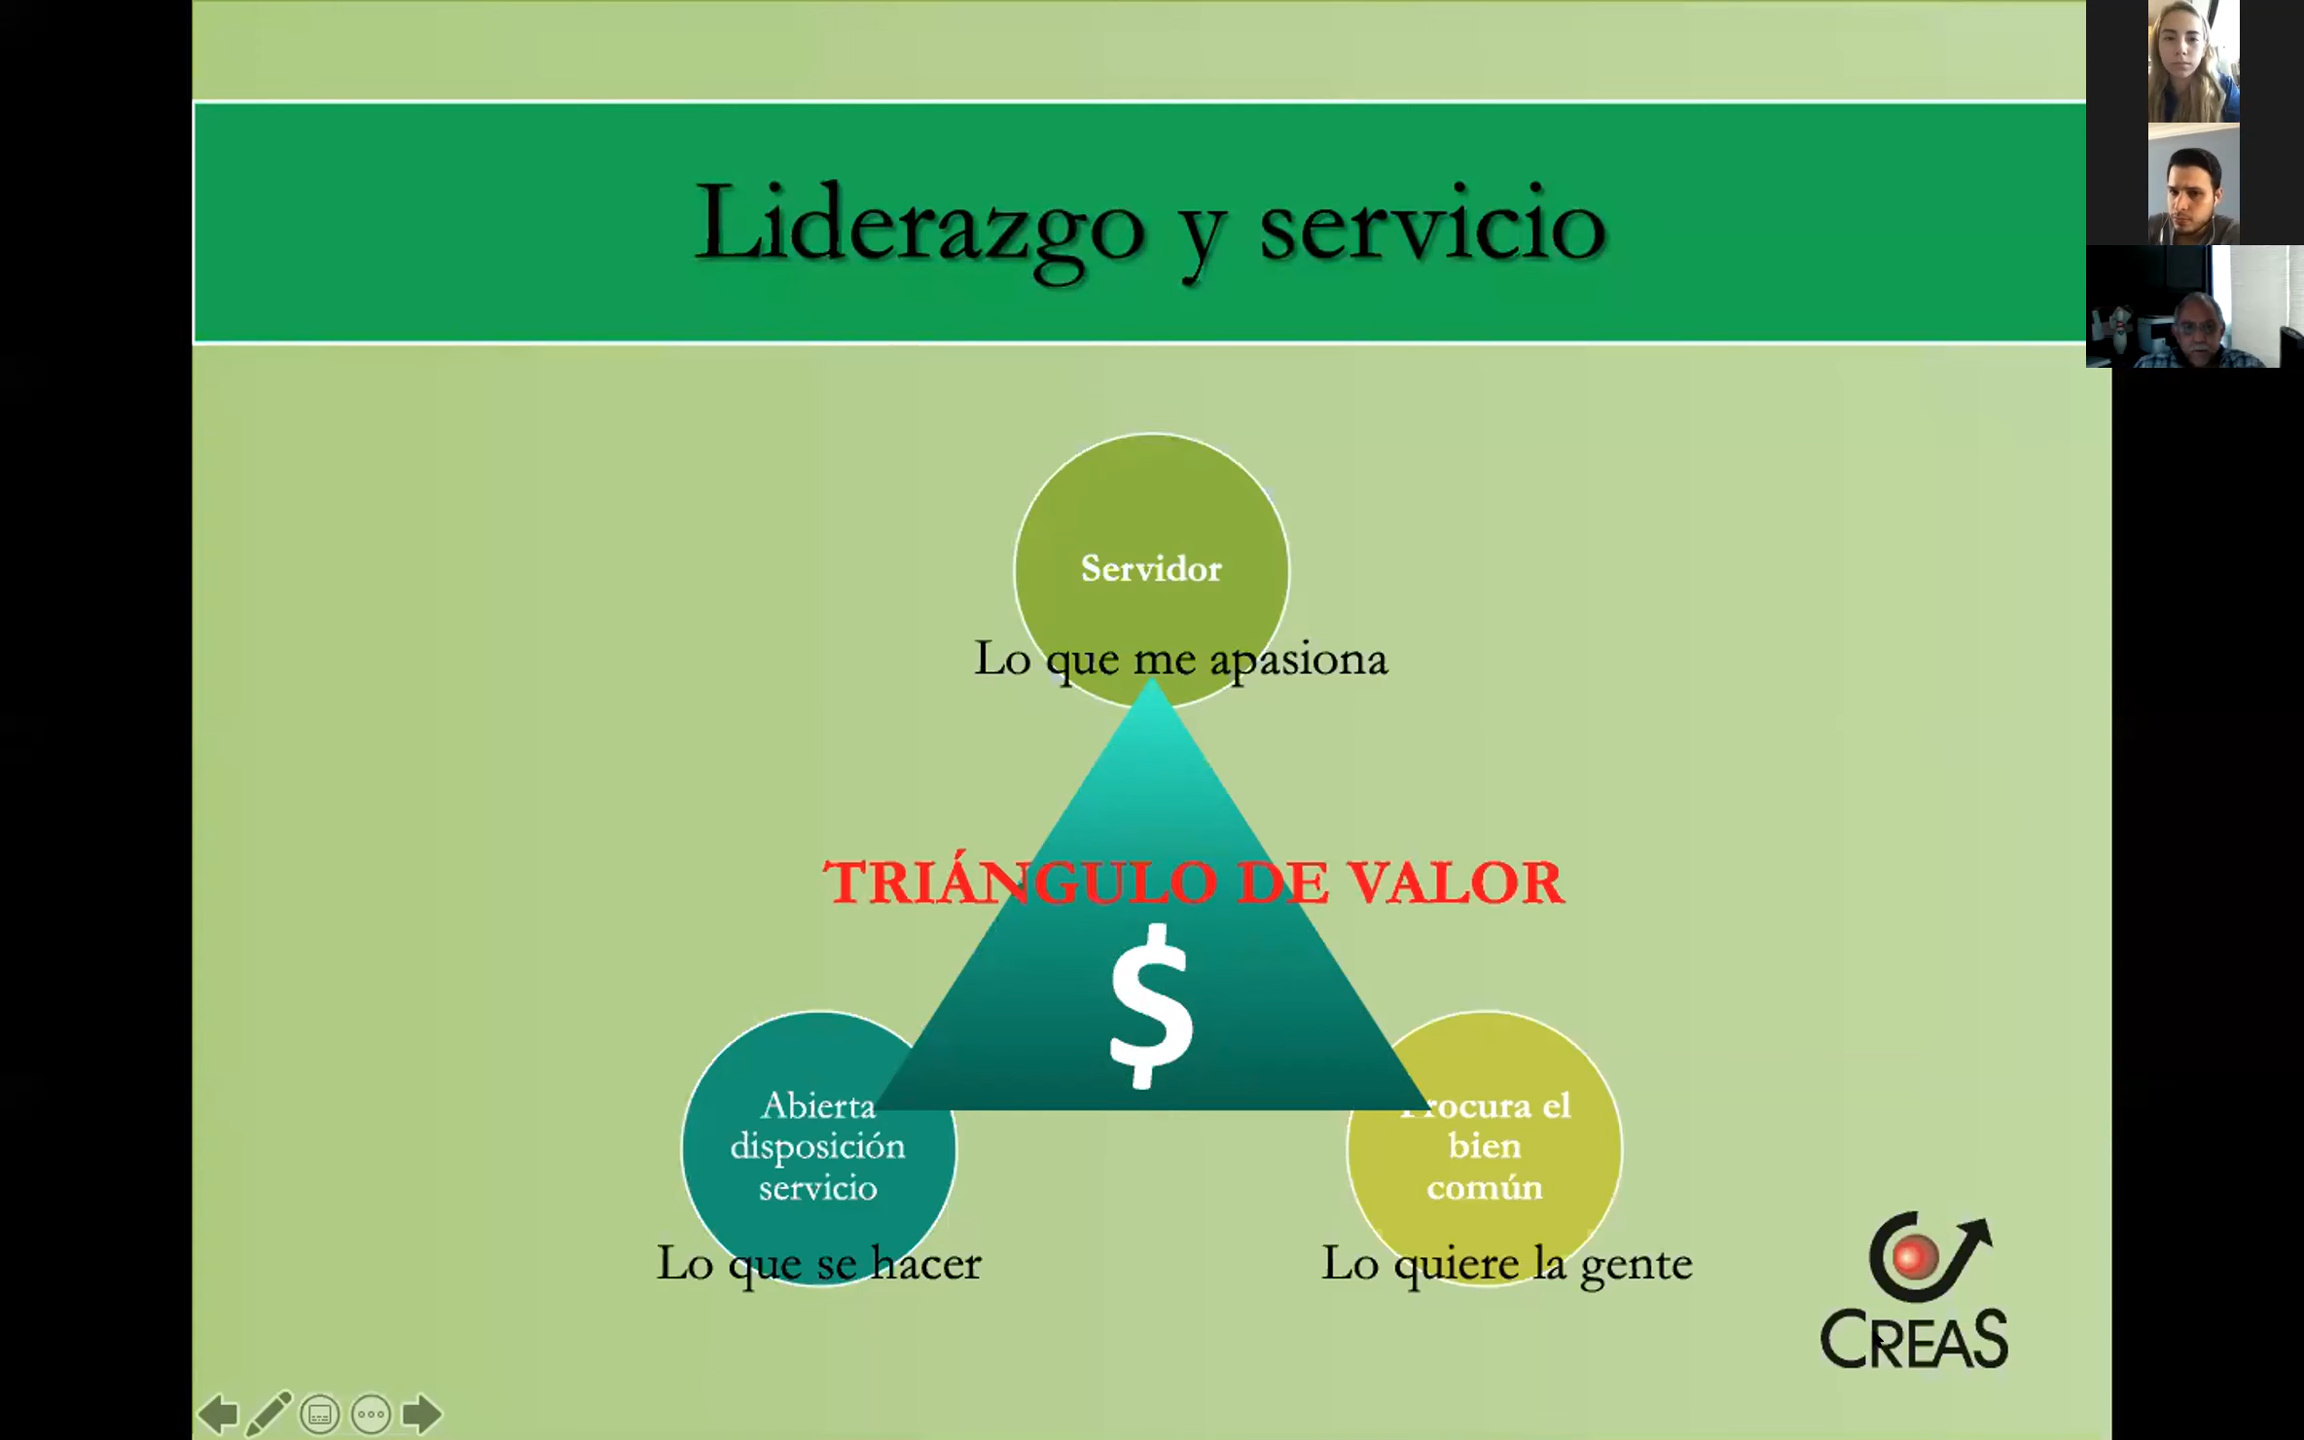 Liderazgo y servicio
Servidor
Lo que me apasiona
TRIÁNGULO DE VALOR
$
Abierta
disposición
servicio
Lo que se hacer
Procura el
bien
común
Lo quiere la gente
CREAS